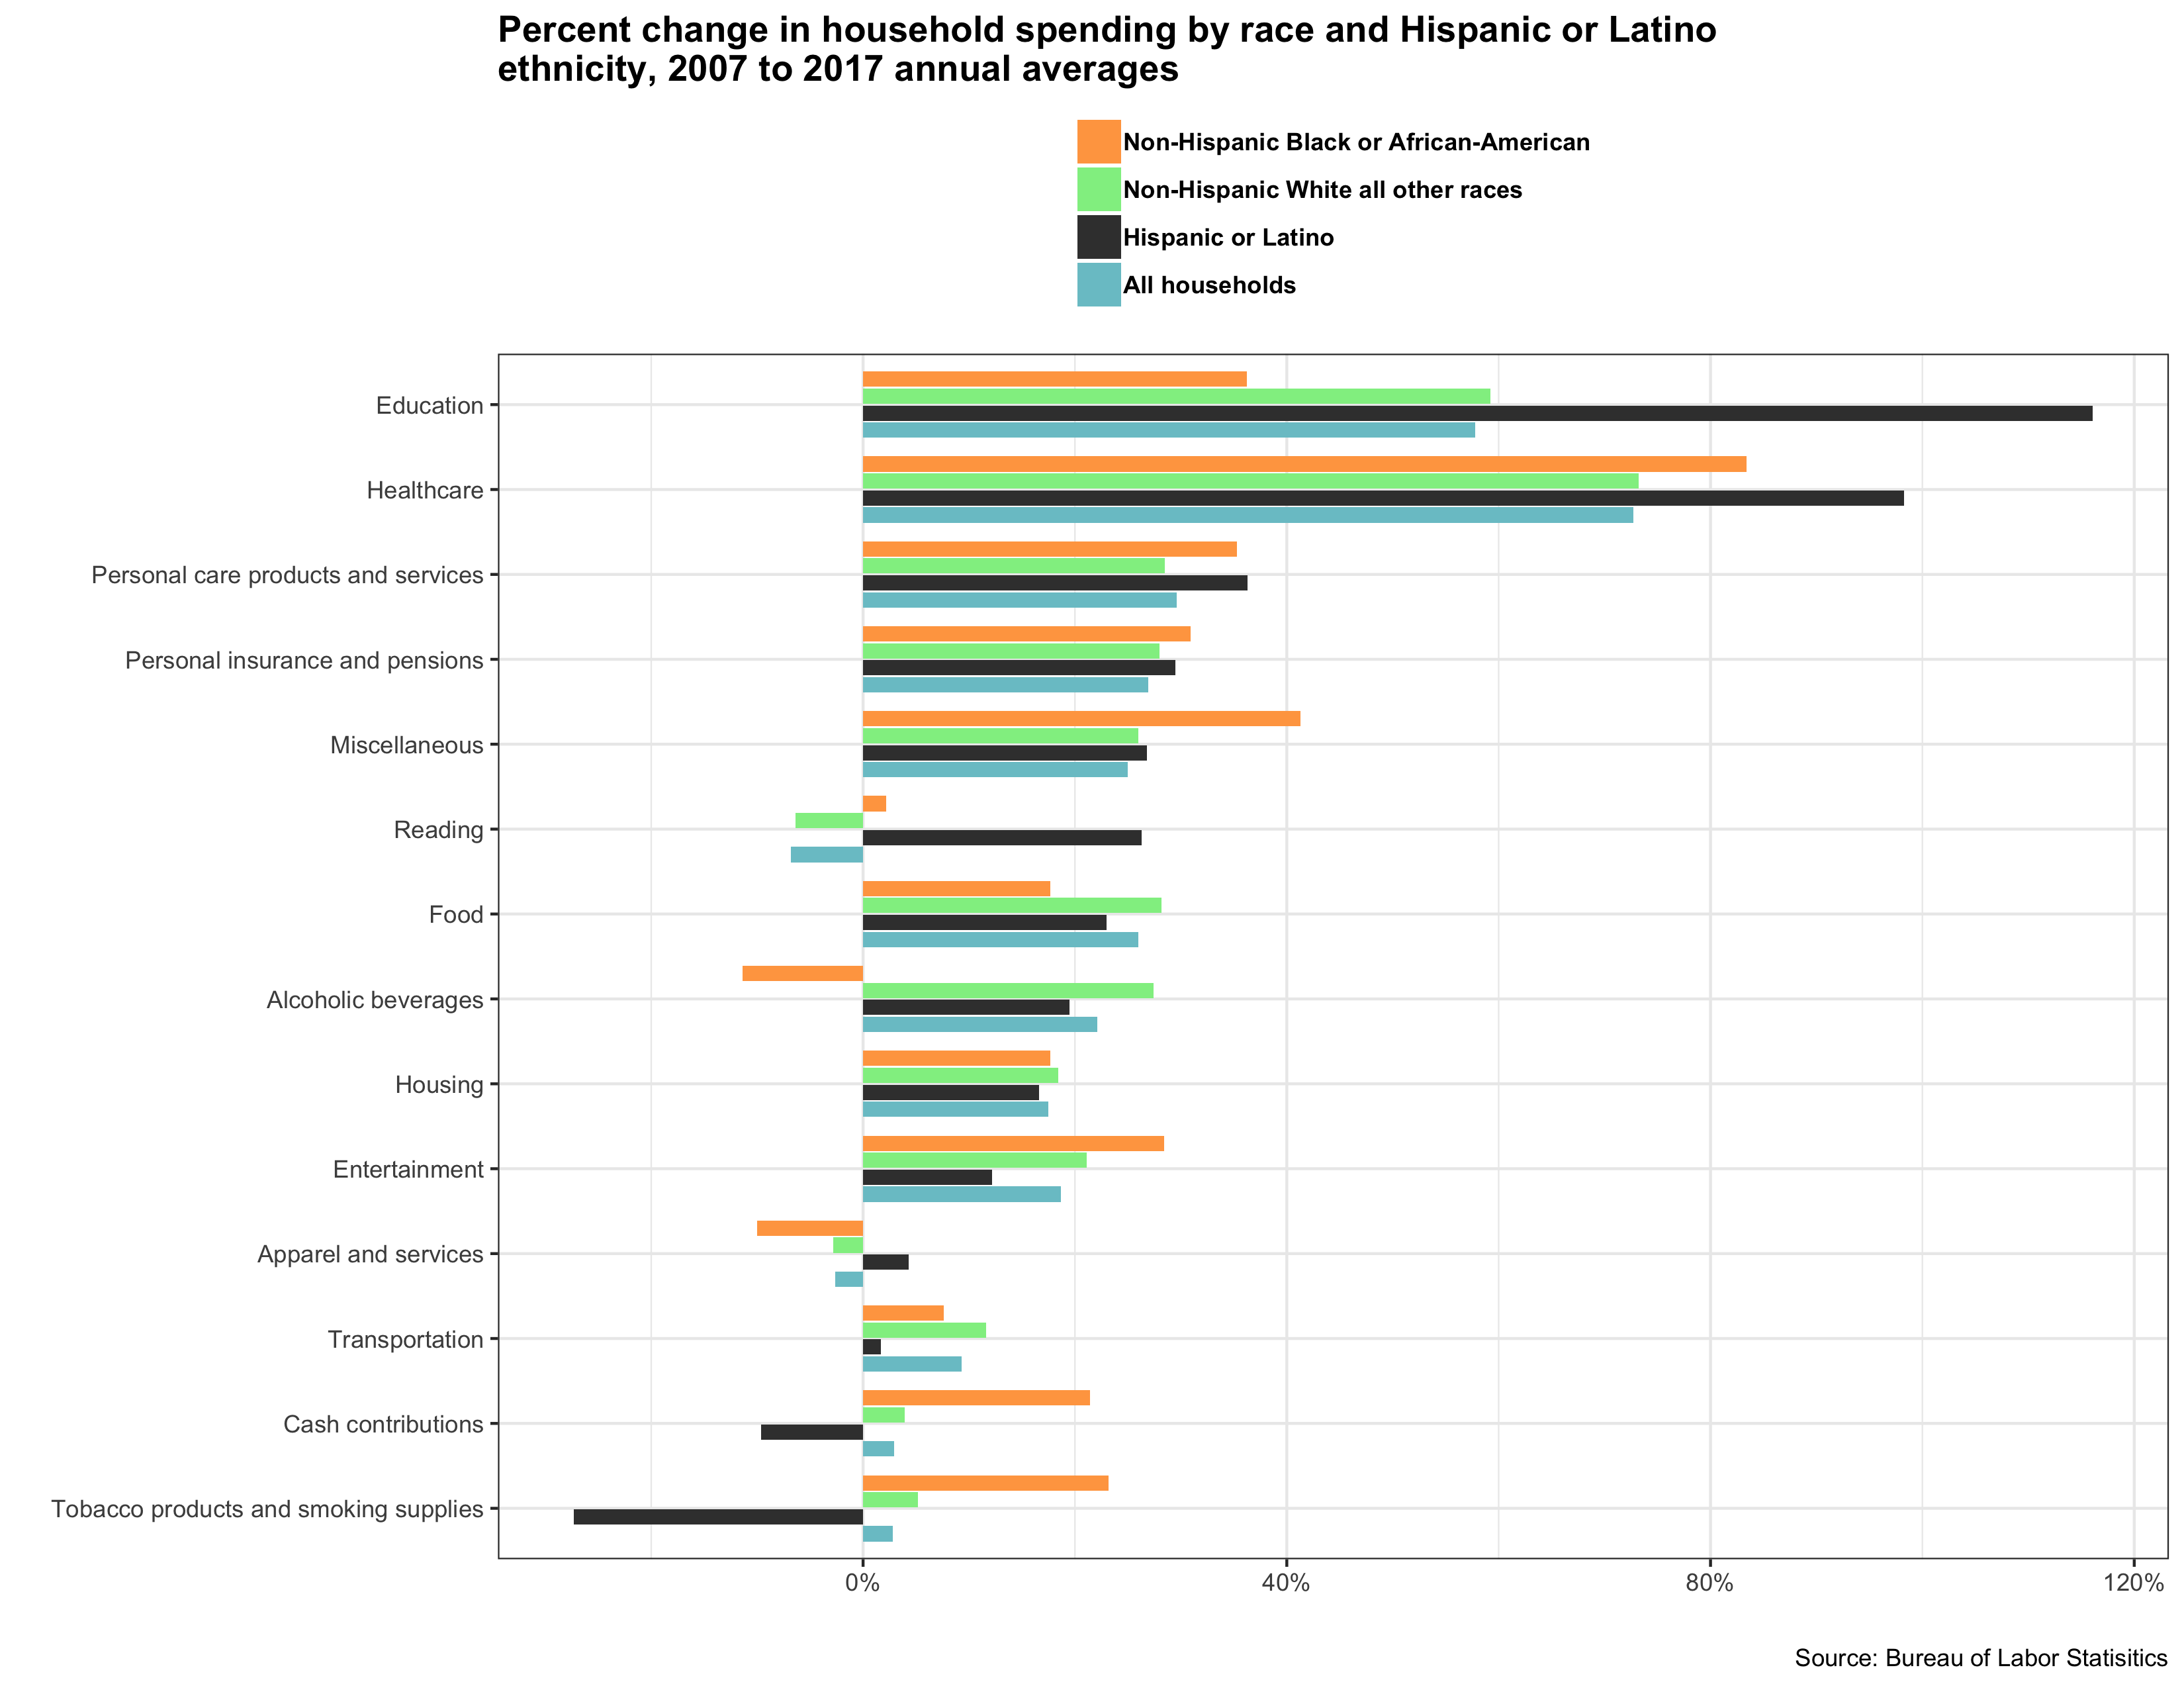 Percent change in household spending by race and Hispanic or Latino
ethnicity, 2007 to 2017 annual averages
Non-Hispanic Black or African-American
Non-Hispanic White all other races
Hispanic or Latino
All households
Education
Healthcare
Personal care products and services
Personal insurance and pensions
Miscellaneous
Reading
Food
Alcoholic beverages
Housing
Entertainment
Apparel and services
Transportation
Cash contributions
Tobacco products and smoking supplies
0% 40% 80% 120%
Source: Bureau of Labor Statisitics